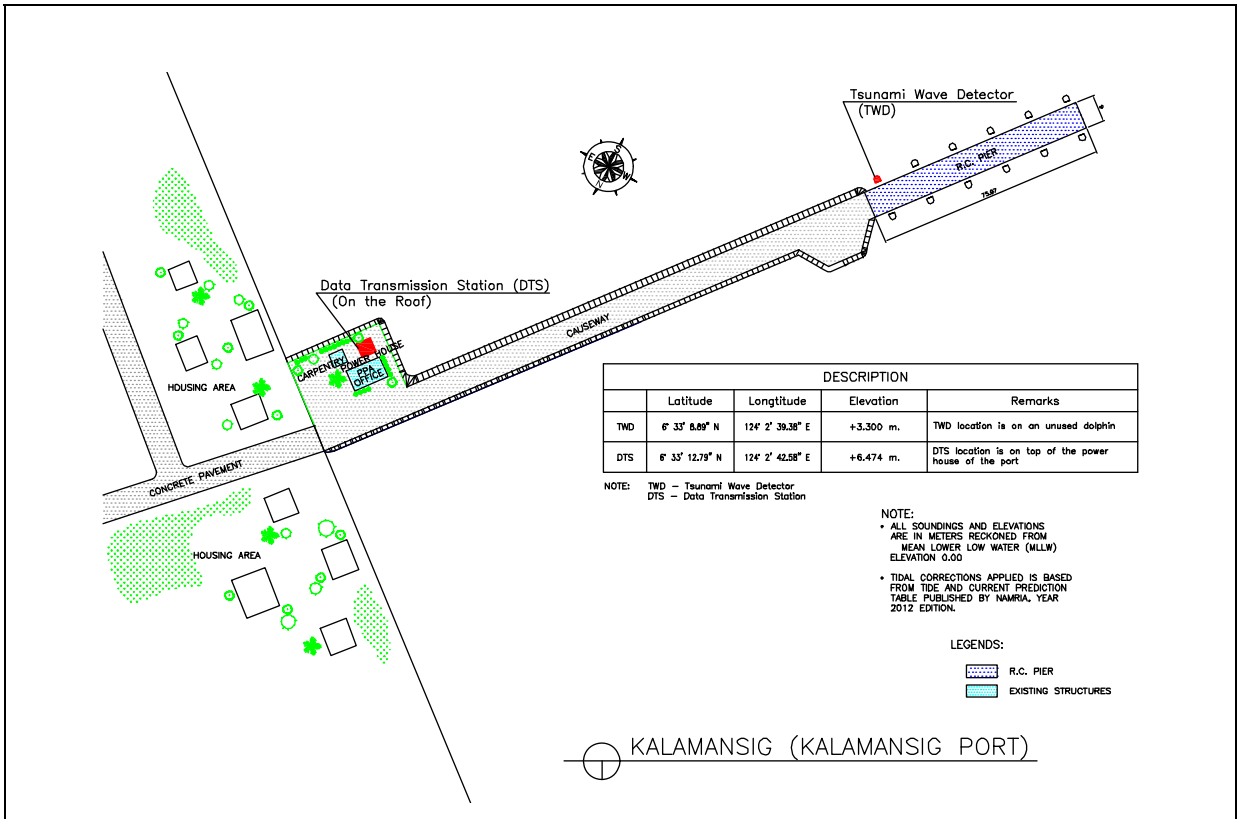 Tsunami Wave Detector
(TWD)
E
S
N
W
R.C. PIER
75.97
Data Transmission Station (DTS)
(On the Roof)
CAUSEWAY
CARPENTRY
POWER HOUSE
PPA
OFFICE
HOUSING AREA
CONCRETE PAVEMENT
HOUSING AREA
DESCRIPTION
Latitude Longtitude Elevation Remarks
TWD 6° 33' 8.89" N 124° 2' 39.38" E +3.300 m. TWD location is on an unused dolphin
DTS 6° 33' 12.79" N 124° 2' 42.58" E +6.474 m. DTS location is on top of the power
house of the port
NOTE: TWD - Tsunami Wave Detector
DTS - Data Transmission Station
NOTE:
• ALL SOUNDINGS AND ELEVATIONS
ARE IN METERS RECKONED FROM
MEAN LOWER LOW WATER (MLLW)
ELEVATION 0.00
• TIDAL CORRECTIONS APPLIED IS BASED
FROM TIDE AND CURRENT PREDICTION
TABLE PUBLISHED BY NAMRIA, YEAR
2012 EDITION.
LEGENDS:
R.C. PIER
EXISTING STRUCTURES
KALAMANSIG (KALAMANSIG PORT)